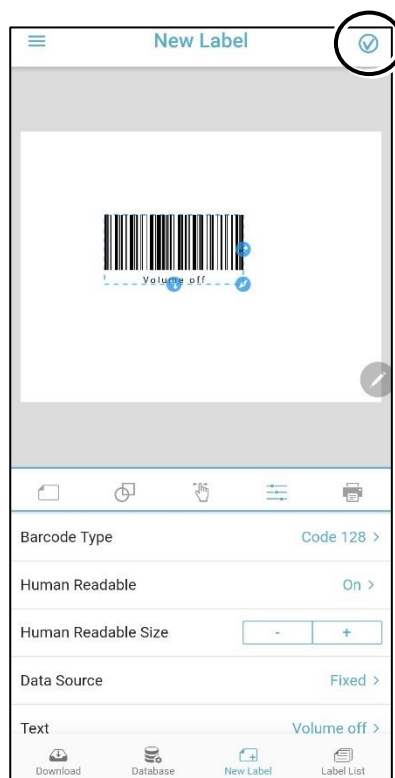 New Label
Volume off
Barcode Type Code 128 >
Human Readable On >
Human Readable Size - +
Data Source Fixed >
Text Volume off >
Download Database New Label Label List